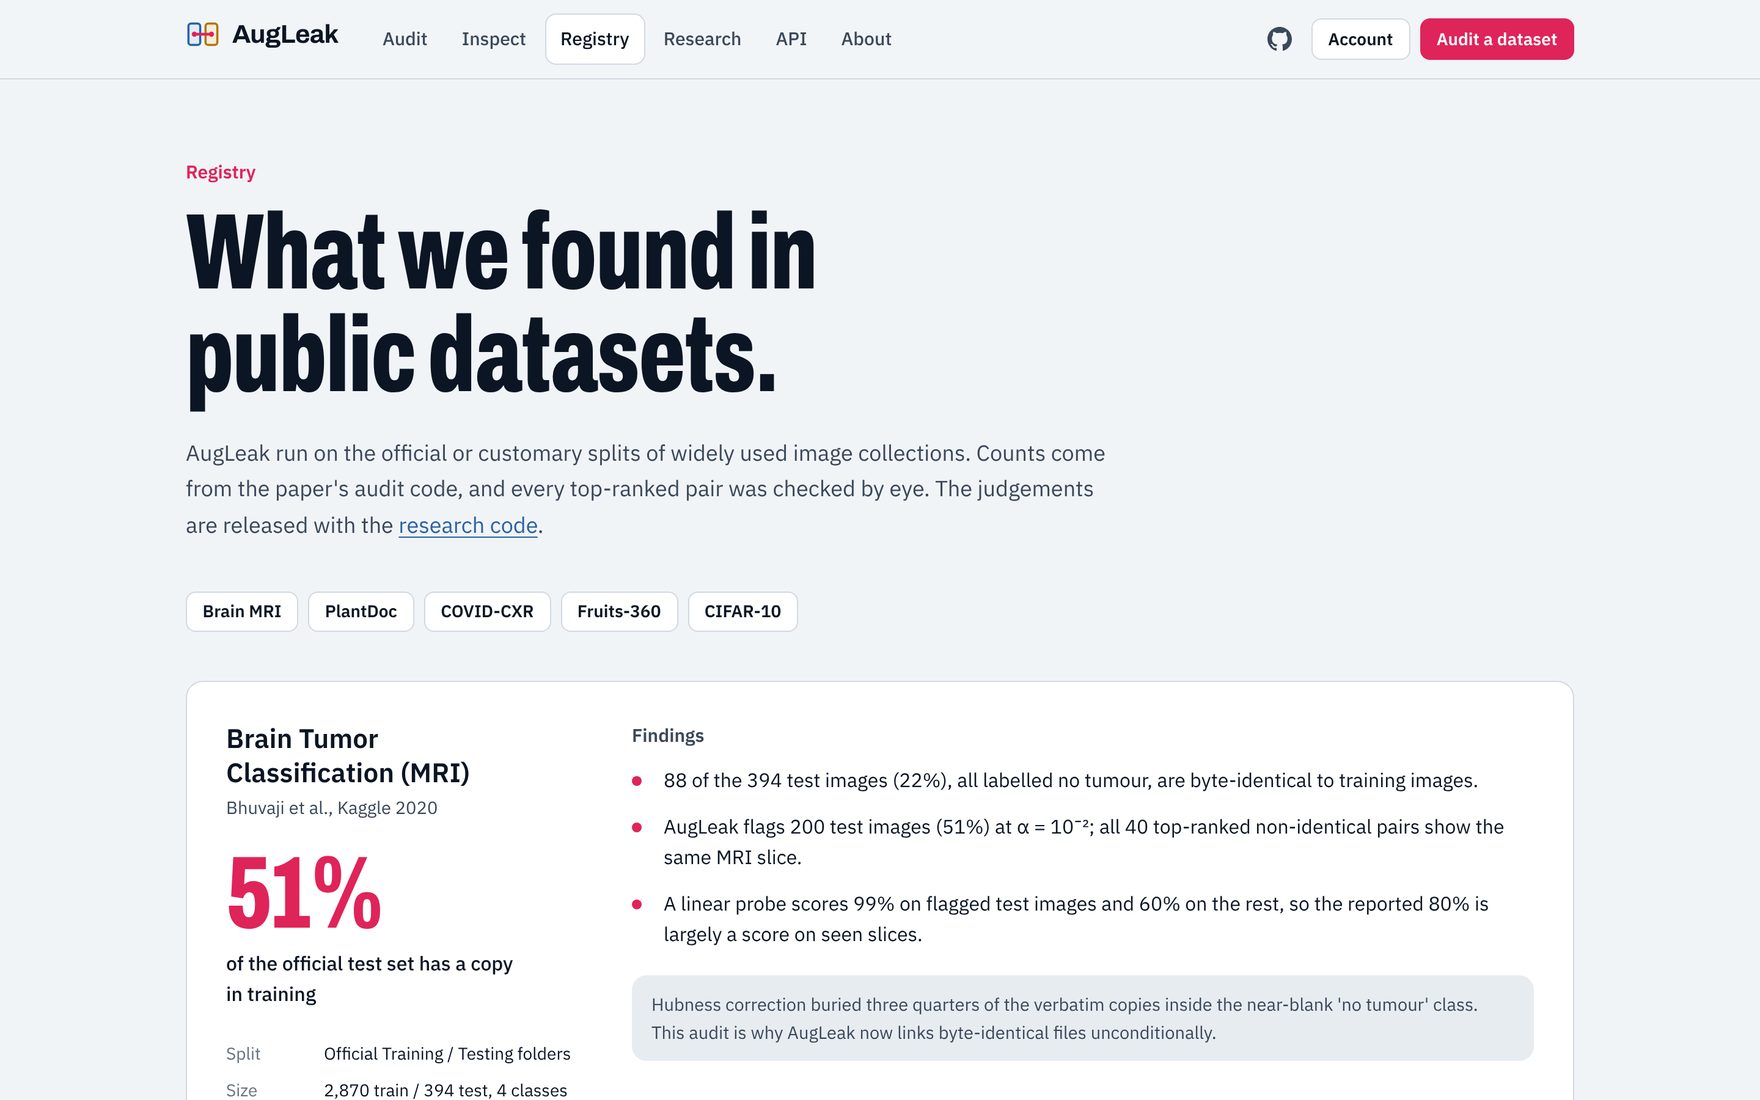 AugLeak
Audit
Inspect
Registry
Research
API
About
Account
Audit a dataset
Registry
What we found in
public datasets.
AugLeak run on the official or customary splits of widely used image collections. Counts come
from the paper's audit code, and every top-ranked pair was checked by eye. The judgements
are released with the research code.
Brain MRI
PlantDoc
COVID-CXR
Fruits-360
CIFAR-10
Brain Tumor
Classification (MRI)
Bhuvaji et al., Kaggle 2020
51%
of the official test set has a copy
in training
Split Official Training / Testing folders
Size 2,870 train / 394 test, 4 classes
Findings
88 of the 394 test images (22%), all labelled no tumour, are byte-identical to training images.
AugLeak flags 200 test images (51%) at α = 10⁻²; all 40 top-ranked non-identical pairs show the
same MRI slice.
A linear probe scores 99% on flagged test images and 60% on the rest, so the reported 80% is
largely a score on seen slices.
Hubness correction buried three quarters of the verbatim copies inside the near-blank 'no tumour' class.
This audit is why AugLeak now links byte-identical files unconditionally.